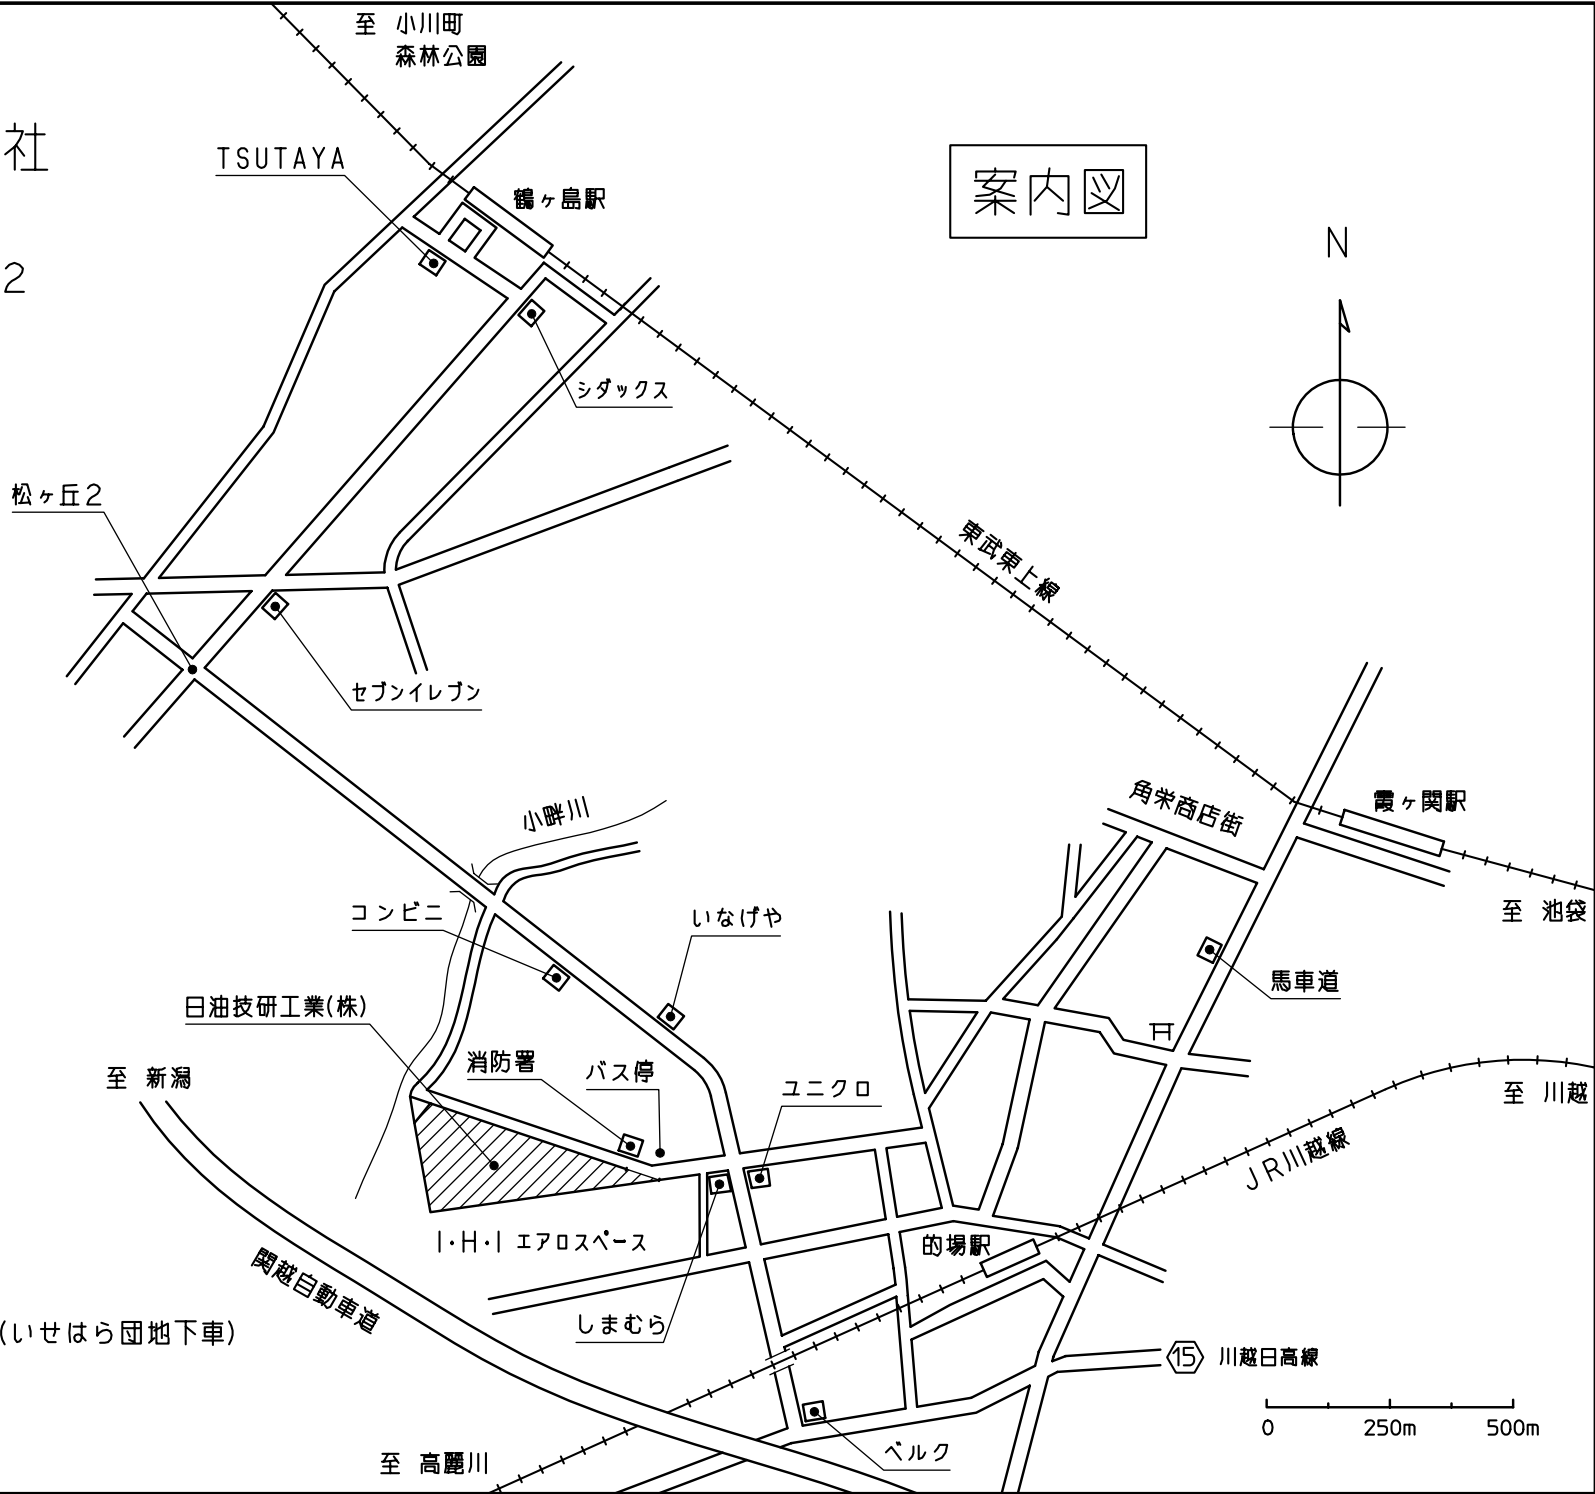 至 小川町
森林公園
社
TSUTAYA
鶴ヶ島駅
案内図
N
2
シダックス
松ヶ丘2
東武東上線
セブンイレブン
角栄商店街
霞ヶ関駅
小畔川
至 池袋
コンビニ
いなげや
馬車道
日油技研工業(株)
消防署
バス停
ユニクロ
至 新潟
至 川越
JR川越線
I・H・I エアロスペース
的場駅
関越自動車道
しまむら
(いせはら団地下車)
15 川越日高線
0 250m 500m
ベルク
至 高麗川